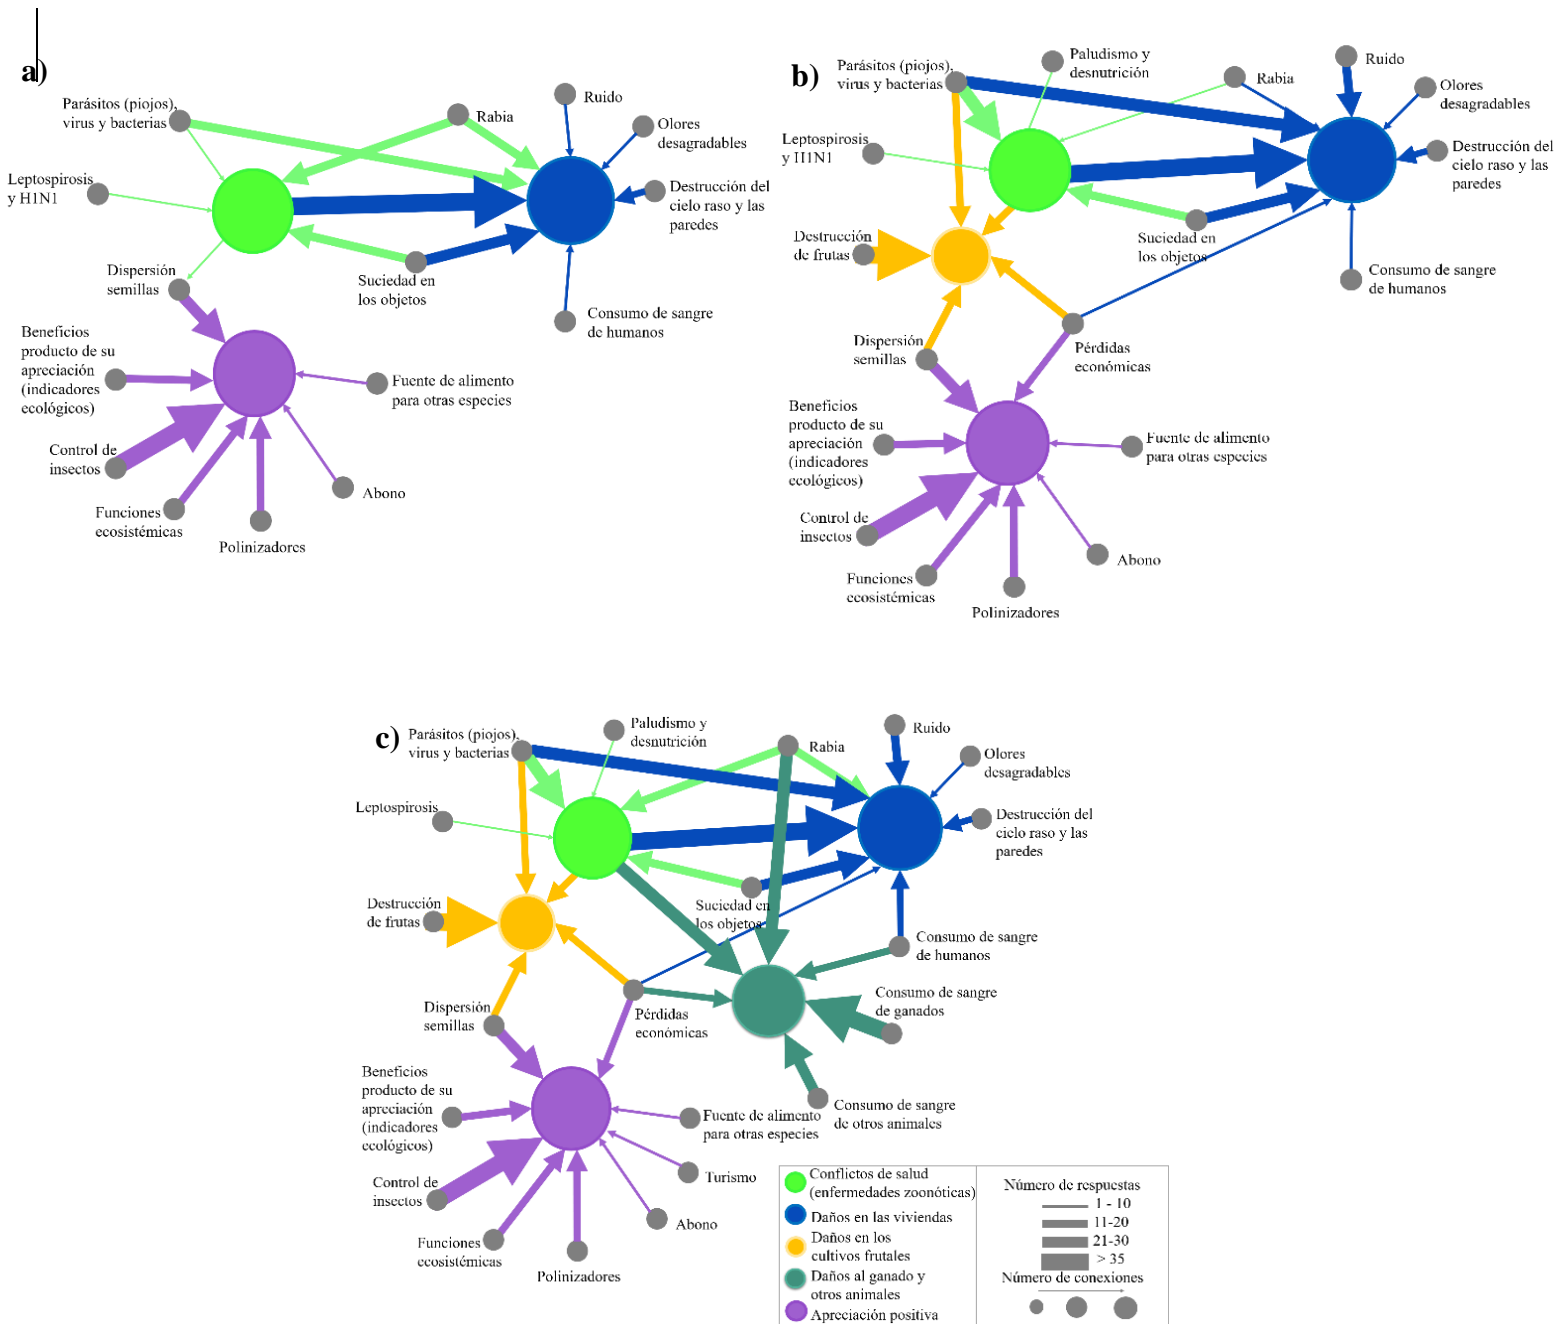 a)
Parásitos (piojos),
virus y bacterias
Rabia
Ruido
Olores
desagradables
Leptospirosis
y H1N1
Destrucción del
cielo raso y las
paredes
Dispersión
semillas
Suciedad en
los objetos
Consumo de sangre
de humanos
Beneficios
producto de su
apreciación
(indicadores
ecológicos)
Fuente de alimento
para otras especies
Control de
insectos
Abono
Funciones
ecosistémicas
Polinizadores
b)
Parásitos (piojos),
virus y bacterias
Paludismo y
desnutrición
Rabia
Ruido
Olores
desagradables
Leptospirosis
y H1N1
Destrucción del
cielo raso y las
paredes
Destrucción
de frutas
Suciedad en
los objetos
Consumo de sangre
de humanos
Dispersión
semillas
Pérdidas
económicas
Beneficios
producto de su
apreciación
(indicadores
ecológicos)
Fuente de alimento
para otras especies
Control de
insectos
Abono
Funciones
ecosistémicas
Polinizadores
c)
Parásitos (piojos),
virus y bacterias
Paludismo y
desnutrición
Rabia
Ruido
Olores
desagradables
Leptospirosis
Destrucción del
cielo raso y las
paredes
Destrucción
de frutas
Suciedad en
los objetos
Consumo de sangre
de humanos
Consumo de sangre
de ganados
Dispersión
semillas
Pérdidas
económicas
Beneficios
producto de su
apreciación
(indicadores
ecológicos)
Consumo de sangre
de otros animales
Fuente de alimento
para otras especies
Turismo
Control de
insectos
Abono
Funciones
ecosistémicas
Polinizadores
Conflictos de salud
(enfermedades zoonóticas)
Daños en las viviendas
Daños en los
cultivos frutales
Daños al ganado y
otros animales
Apreciación positiva
Número de respuestas
1 - 10
11-20
21-30
> 35
Número de conexiones